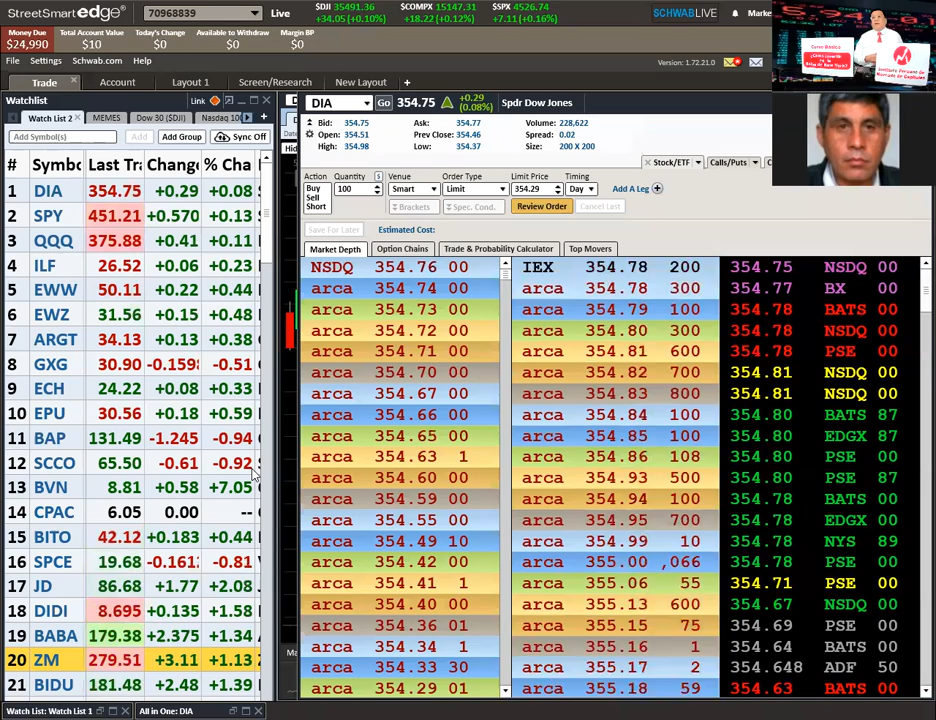 StreetSmart edge® 70968839 Live
$DJI 35491.36 +34.05 (+0.10%)
$COMPX 15147.31 +18.22 (+0.12%)
$SPX 4526.74 +7.11 (+0.16%)
SCHWABLIVE Marke
Money Due $24,990
Total Account Value $10
Today's Change $0
Available to Withdraw $0
Margin BP $0
File Settings Schwab.com Help
Version: 1.72.21.0
Trade Account Layout 1 Screen/Research New Layout +
Watchlist Link
Watch List 2 MEMES Dow 30 ($DJI) Nasdaq 100 +
Add Symbol(s) Add Add Group Sync Off
# Symbo Last Tra Change % Cha
1 DIA 354.75 +0.29 +0.08
2 SPY 451.21 +0.570 +0.13
3 QQQ 375.88 +0.41 +0.11
4 ILF 26.52 +0.06 +0.23
5 EWW 50.11 +0.22 +0.44
6 EWZ 31.56 +0.15 +0.48
7 ARGT 34.13 +0.13 +0.38
8 GXG 30.90 -0.159 -0.51
9 ECH 24.22 +0.08 +0.33
10 EPU 30.56 +0.18 +0.59
11 BAP 131.49 -1.245 -0.94
12 SCCO 65.50 -0.61 -0.92
13 BVN 8.81 +0.58 +7.05
14 CPAC 6.05 0.00 --
15 BITO 42.12 +0.183 +0.44
16 SPCE 19.68 -0.161 -0.81
17 JD 86.68 +1.77 +2.08
18 DIDI 8.695 +0.135 +1.58
19 BABA 179.38 +2.375 +1.34
20 ZM 279.51 +3.11 +1.13
21 BIDU 181.48 +2.48 +1.39
Watch List: Watch List 1 All in One: DIA
DIA Go 354.75 +0.29 (0.08%) Spdr Dow Jones
Bid: 354.75 Ask: 354.77 Volume: 228,622
Open: 354.51 Prev Close: 354.46 Spread: 0.02
High: 354.98 Low: 354.37 Size: 200 X 200
Stock/ETF Calls/Puts
Action Quantity Venue Order Type Limit Price Timing
Buy
Sell
Short
100 Smart Limit 354.29 Day Add A Leg
Brackets Spec. Cond. Review Order Cancel Last
Save For Later Estimated Cost:
Market Depth Option Chains Trade & Probability Calculator Top Movers
NSDQ 354.76 00 IEX 354.78 200 354.75 NSDQ 00
arca 354.74 00 arca 354.78 300 354.77 BX 00
arca 354.73 00 arca 354.79 100 354.78 BATS 00
arca 354.72 00 arca 354.80 300 354.78 NSDQ 00
arca 354.71 00 arca 354.81 600 354.78 PSE 00
arca 354.70 00 arca 354.82 700 354.81 NSDQ 00
arca 354.67 00 arca 354.83 800 354.81 NSDQ 00
arca 354.66 00 arca 354.84 100 354.80 BATS 87
arca 354.65 00 arca 354.85 100 354.80 EDGX 87
arca 354.63 1 arca 354.86 108 354.80 PSE 00
arca 354.60 00 arca 354.93 500 354.80 PSE 87
arca 354.59 00 arca 354.94 100 354.78 BATS 00
arca 354.55 00 arca 354.95 700 354.78 EDGX 00
arca 354.49 10 arca 354.99 10 354.78 NYS 89
arca 354.42 00 arca 355.00 ,066 354.78 PSE 00
arca 354.41 1 arca 355.06 55 354.71 PSE 00
arca 354.40 00 arca 355.13 600 354.67 NSDQ 00
arca 354.36 01 arca 355.15 75 354.69 PSE 00
arca 354.34 1 arca 355.16 1 354.64 BATS 00
arca 354.33 30 arca 355.17 2 354.648 ADF 50
arca 354.29 01 arca 355.18 59 354.63 BATS 00